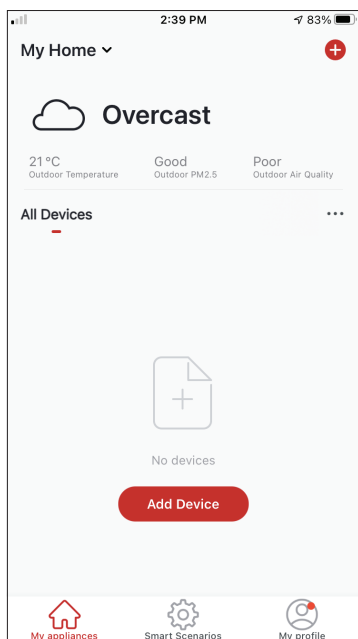 2:39 PM
83%
My Home
Overcast
21 °C
Good
Poor
Outdoor Temperature
Outdoor PM2.5
Outdoor Air Quality
All Devices
No devices
Add Device
My appliances
Smart Scenarios
My profile